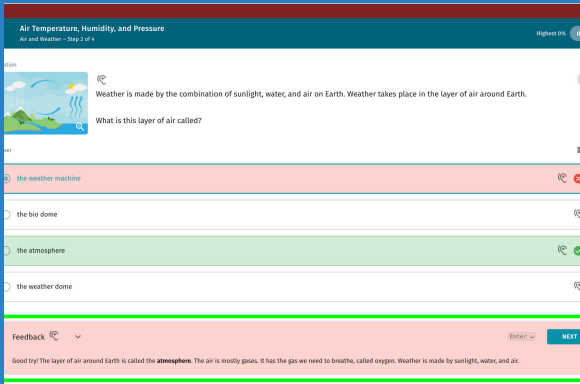 Air Temperature, Humidity, and Pressure
Air and Weather – Step 2 of 4
Highest 0%
Weather is made by the combination of sunlight, water, and air on Earth. Weather takes place in the layer of air around Earth.
What is this layer of air called?
the weather machine
the bio dome
the atmosphere
the weather dome
Feedback
Enter
NEXT
Good try! The layer of air around Earth is called the atmosphere. The air is mostly gases. It has the gas we need to breathe, called oxygen. Weather is made by sunlight, water, and air.